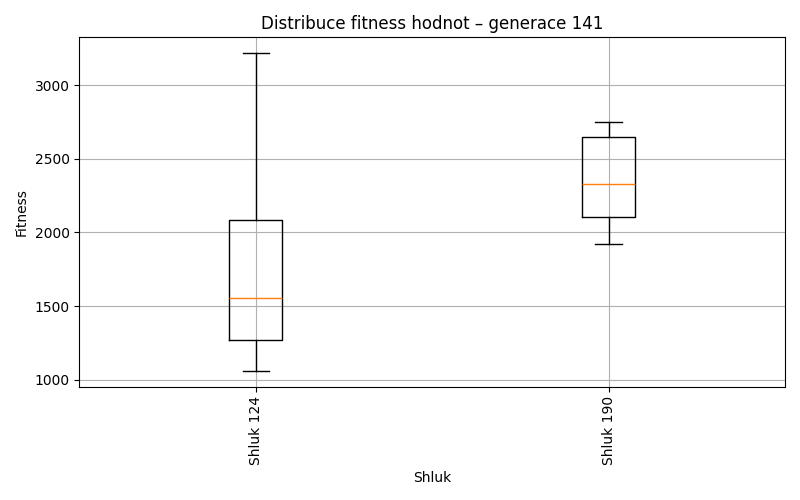 Distribuce fitness hodnot – generace 141
Fitness
3000
2500
2000
1500
1000
Shluk 124
Shluk 190
Shluk